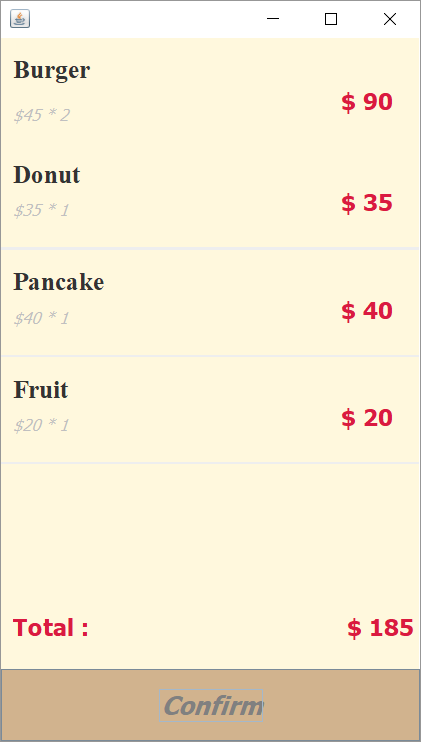 Burger
$45 * 2
$ 90
Donut
$35 * 1
$ 35
Pancake
$40 * 1
$ 40
Fruit
$20 * 1
$ 20
Total : $ 185
Confirm